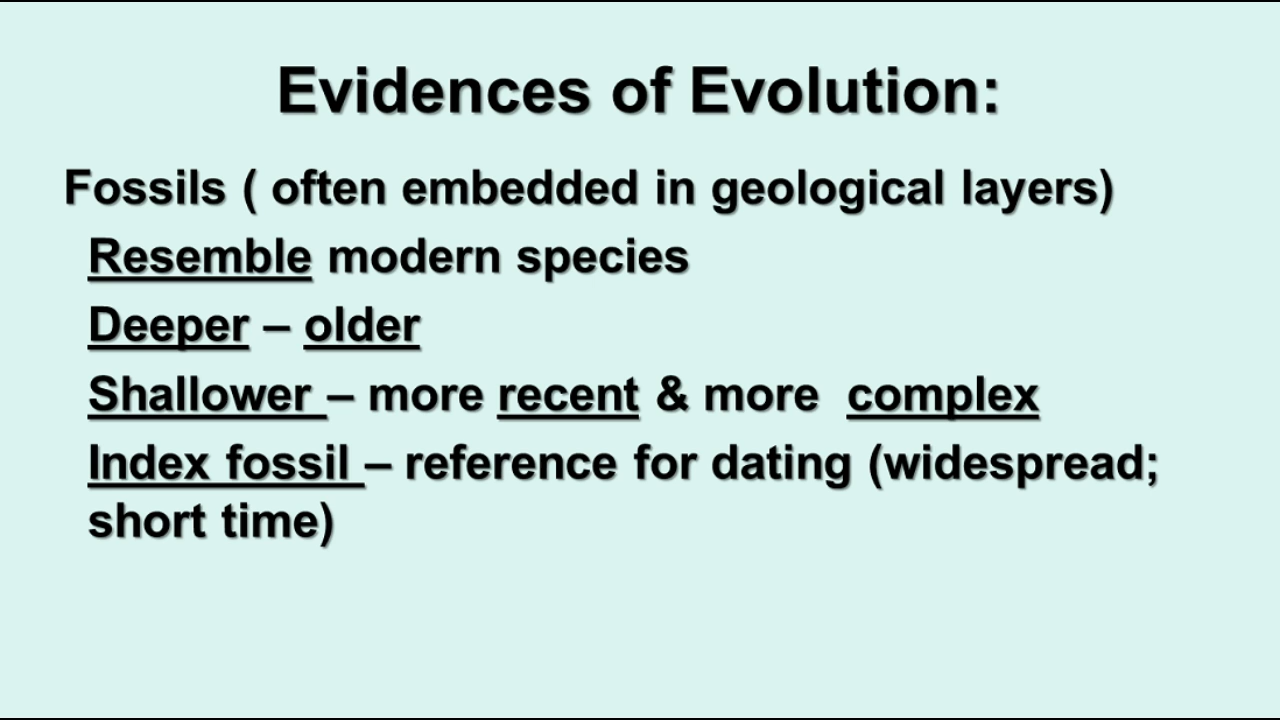 Evidences of Evolution:
Fossils ( often embedded in geological layers)
Resemble modern species
Deeper – older
Shallower – more recent & more  complex
Index fossil – reference for dating (widespread;
short time)